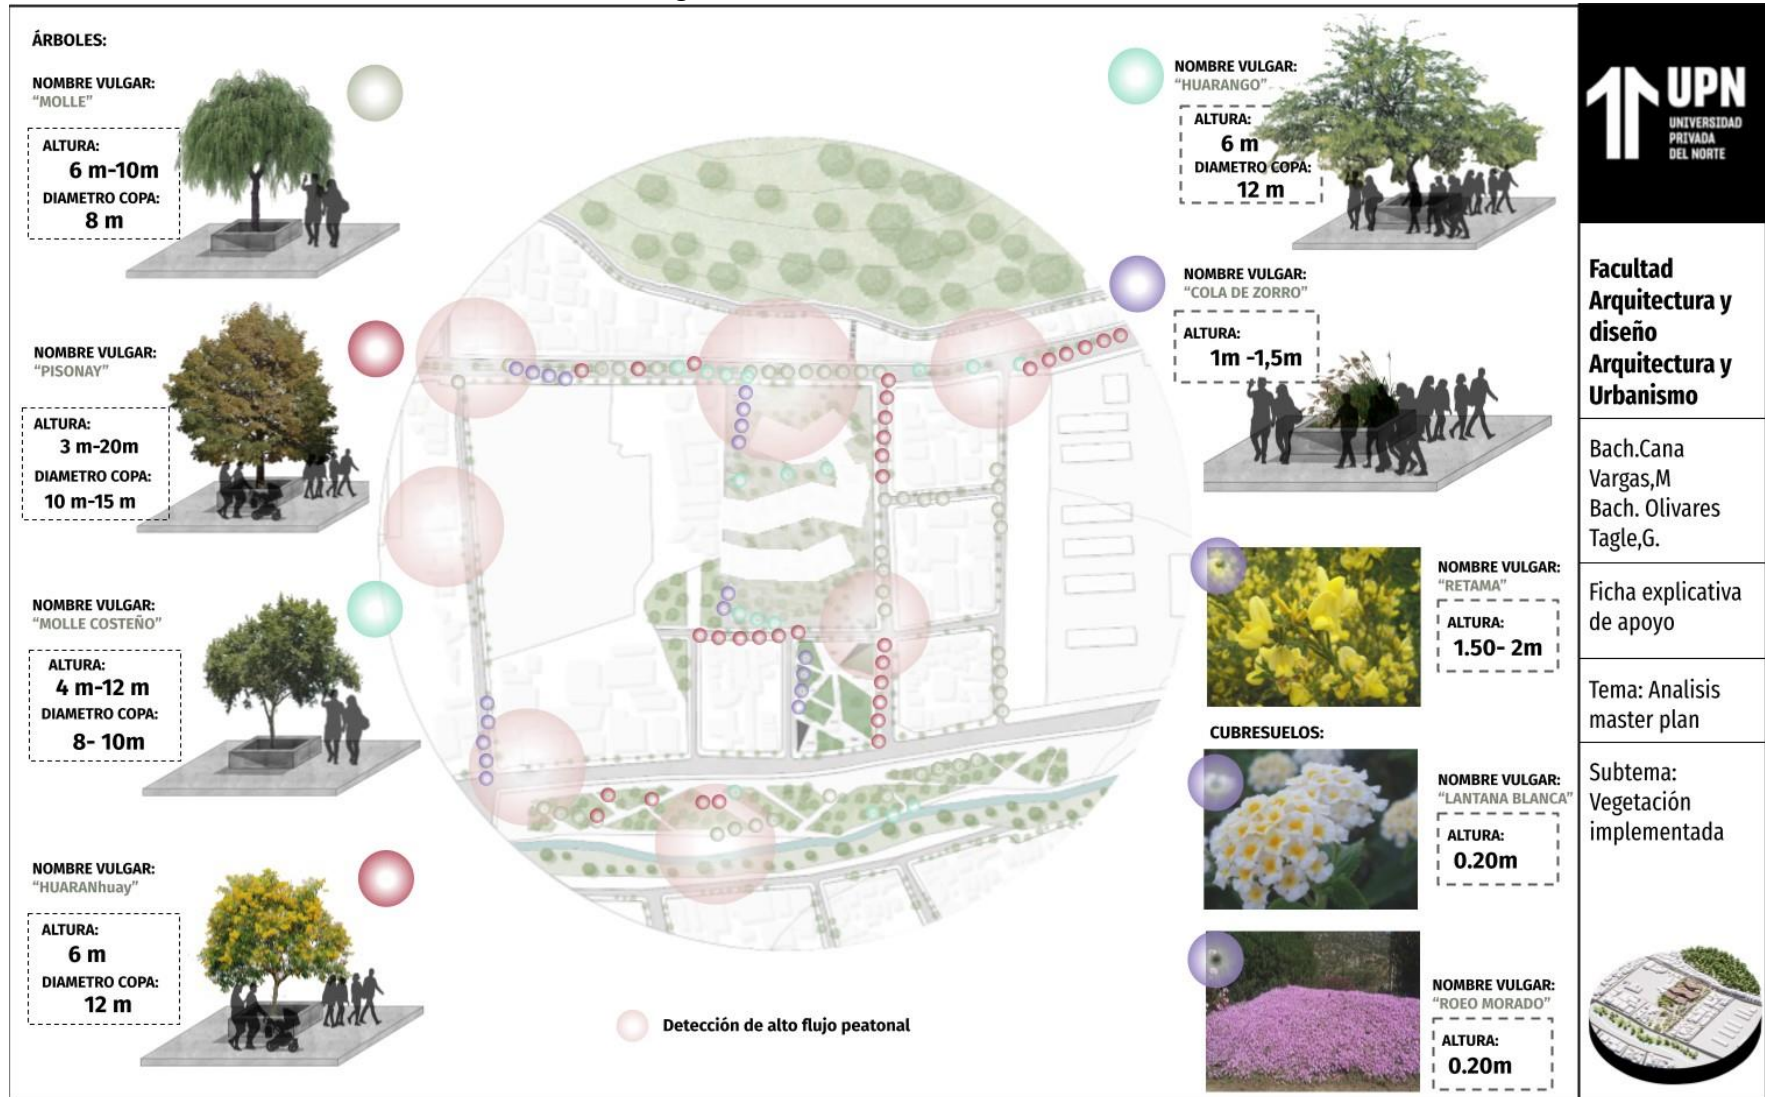 ÁRBOLES:
NOMBRE VULGAR:
“MOLLE”
ALTURA:
6 m-10m
DIAMETRO COPA:
8 m
NOMBRE VULGAR:
“PISONAY”
ALTURA:
3 m-20m
DIAMETRO COPA:
10 m-15 m
NOMBRE VULGAR:
“MOLLE COSTEÑO”
ALTURA:
4 m-12 m
DIAMETRO COPA:
8- 10m
NOMBRE VULGAR:
“HUARANhuay”
ALTURA:
6 m
DIAMETRO COPA:
12 m
Detección de alto flujo peatonal
NOMBRE VULGAR:
“HUARANGO”
ALTURA:
6 m
DIAMETRO COPA:
12 m
NOMBRE VULGAR:
“COLA DE ZORRO”
ALTURA:
1m -1,5m
NOMBRE VULGAR:
“RETAMA”
ALTURA:
1.50- 2m
CUBRESUELOS:
NOMBRE VULGAR:
“LANTANA BLANCA”
ALTURA:
0.20m
NOMBRE VULGAR:
“ROEO MORADO”
ALTURA:
0.20m
UPN
UNIVERSIDAD
PRIVADA
DEL NORTE
Facultad
Arquitectura y
diseño
Arquitectura y
Urbanismo
Bach.Cana
Vargas,M
Bach. Olivares
Tagle,G.
Ficha explicativa
de apoyo
Tema: Analisis
master plan
Subtema:
Vegetación
implementada